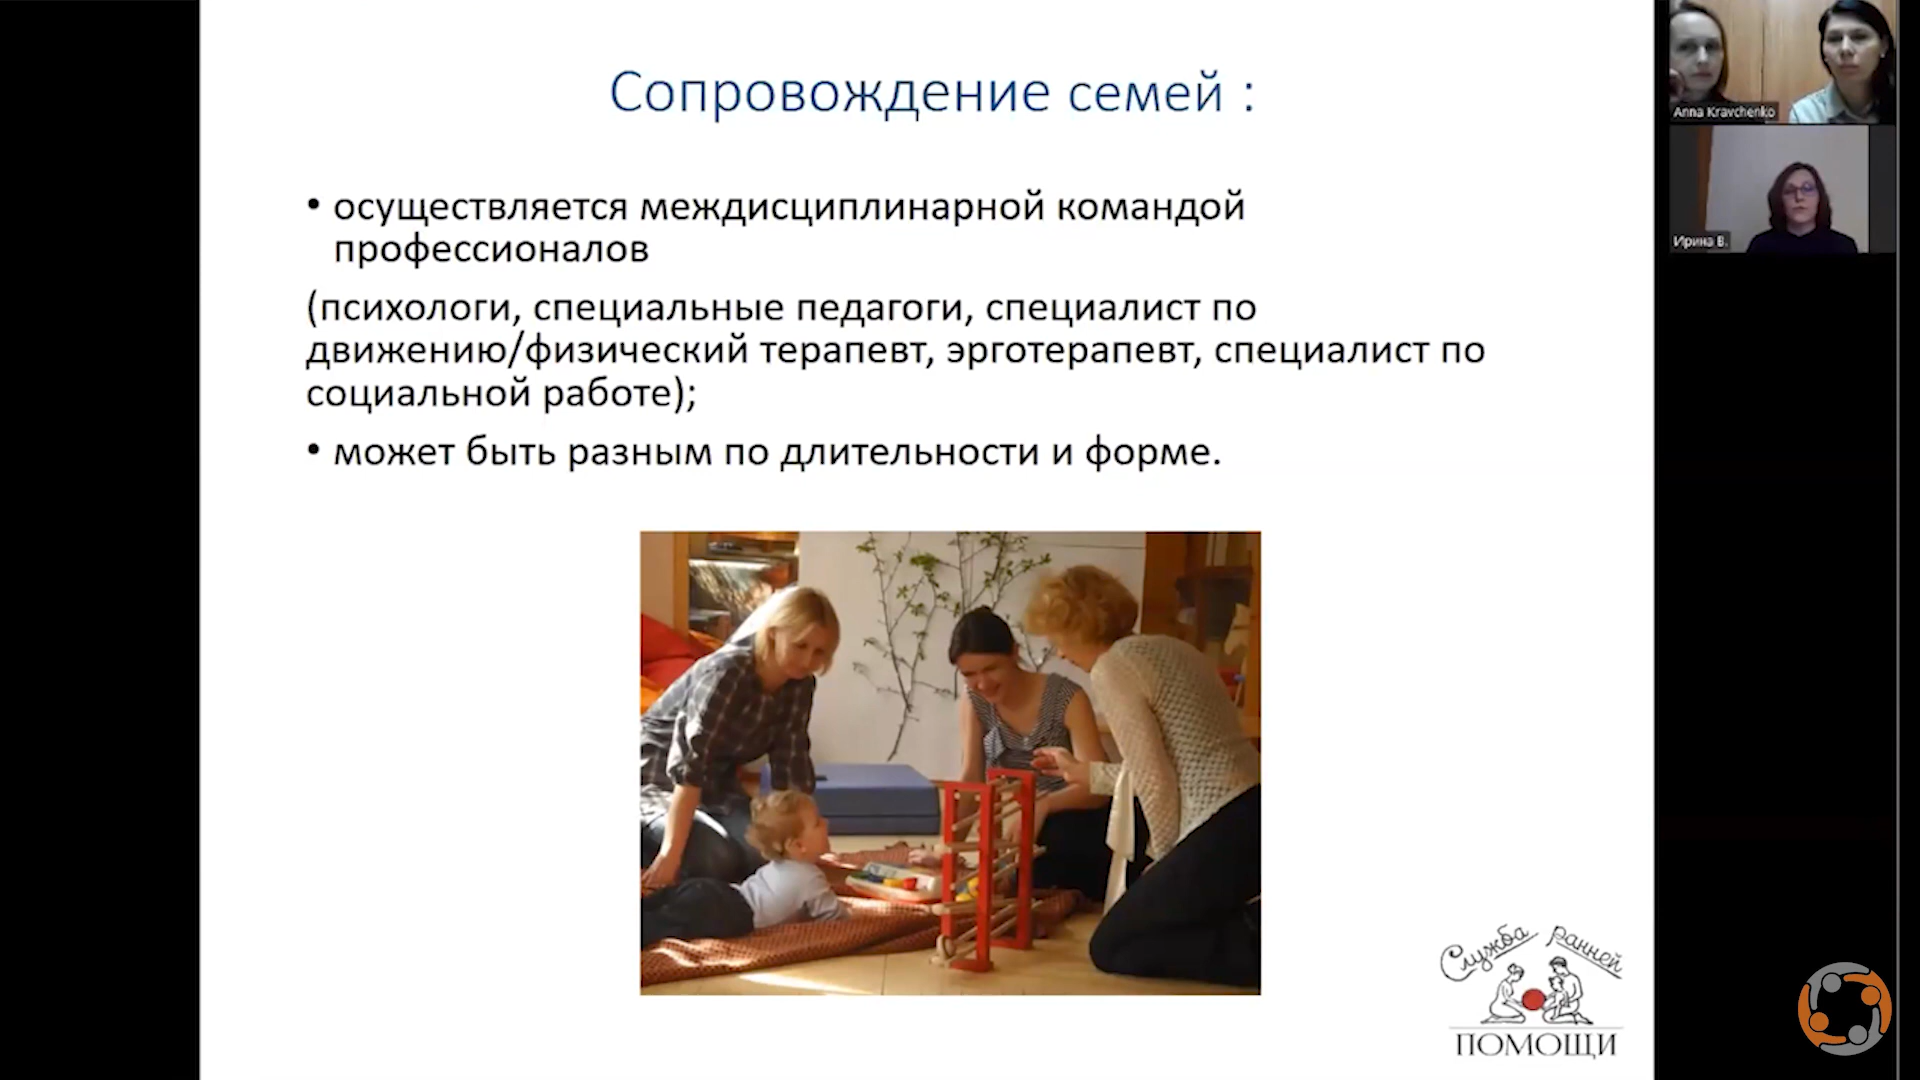 Сопровождение семей :
• осуществляется междисциплинарной командой
профессионалов
(психологи, специальные педагоги, специалист по
движению/физический терапевт, эрготерапевт, специалист по
социальной работе);
• может быть разным по длительности и форме.
Служба ранней
ПОМОЩИ
Anna Kravchenko
Ирина В.